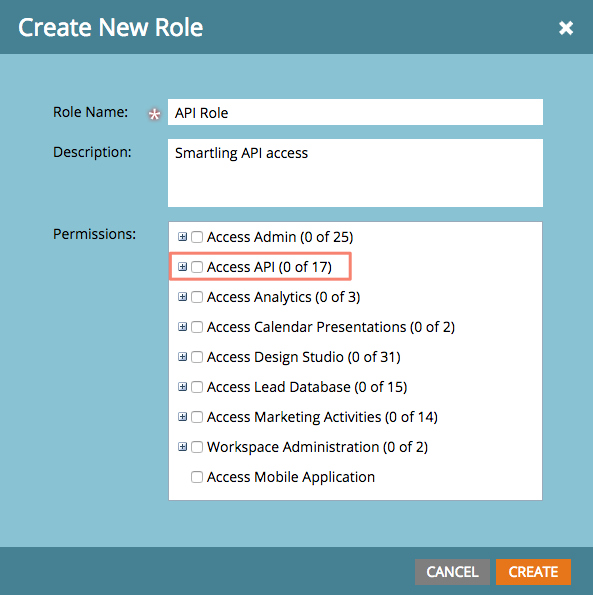 Create New Role
Role Name: * API Role
Description: Smartling API access
Permissions: Access Admin (0 of 25)
Access API (0 of 17)
Access Analytics (0 of 3)
Access Calendar Presentations (0 of 2)
Access Design Studio (0 of 31)
Access Lead Database (0 of 15)
Access Marketing Activities (0 of 14)
Workspace Administration (0 of 2)
Access Mobile Application
CANCEL CREATE